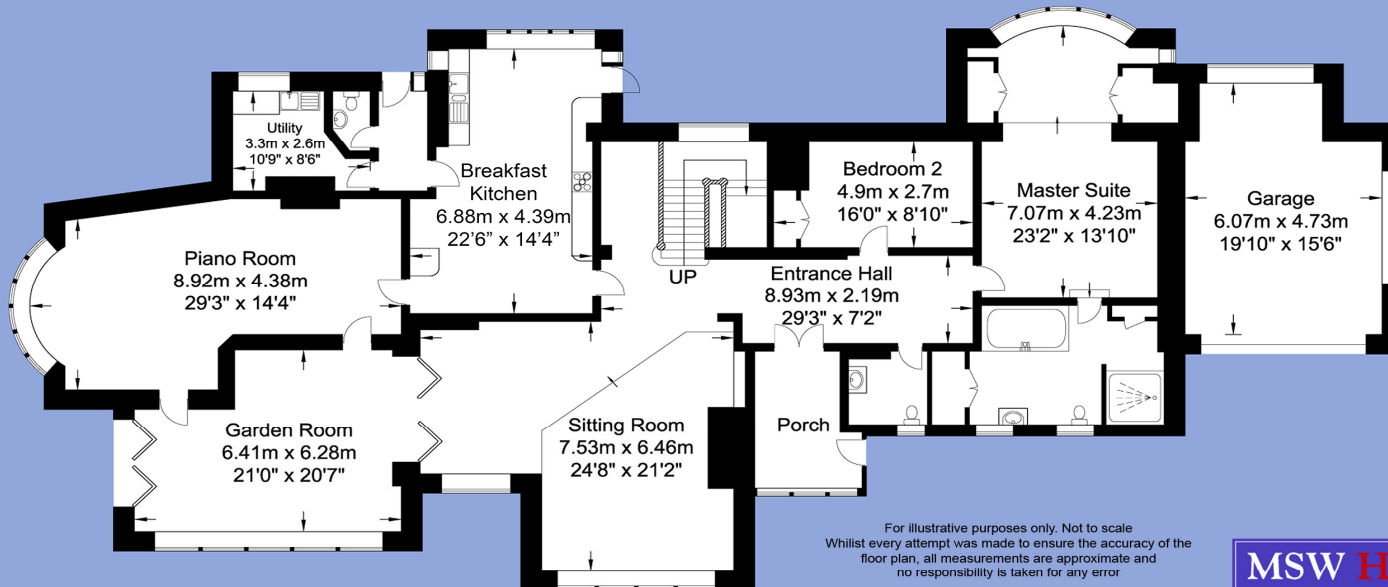 Utility
3.3m x 2.6m
10'9" x 8'6"
Breakfast
Kitchen
6.88m x 4.39m
22'6" x 14'4"
Piano Room
8.92m x 4.38m
29'3" x 14'4"
Garden Room
6.41m x 6.28m
21'0" x 20'7"
Sitting Room
7.53m x 6.46m
24'8" x 21'2"
UP
Entrance Hall
8.93m x 2.19m
29'3" x 7'2"
Porch
Bedroom 2
4.9m x 2.7m
16'0" x 8'10"
Master Suite
7.07m x 4.23m
23'2" x 13'10"
Garage
6.07m x 4.73m
19'10" x 15'6"
For illustrative purposes only. Not to scale
Whilst every attempt was made to ensure the accuracy of the
floor plan, all measurements are approximate and
no responsibility is taken for any error
MSW H